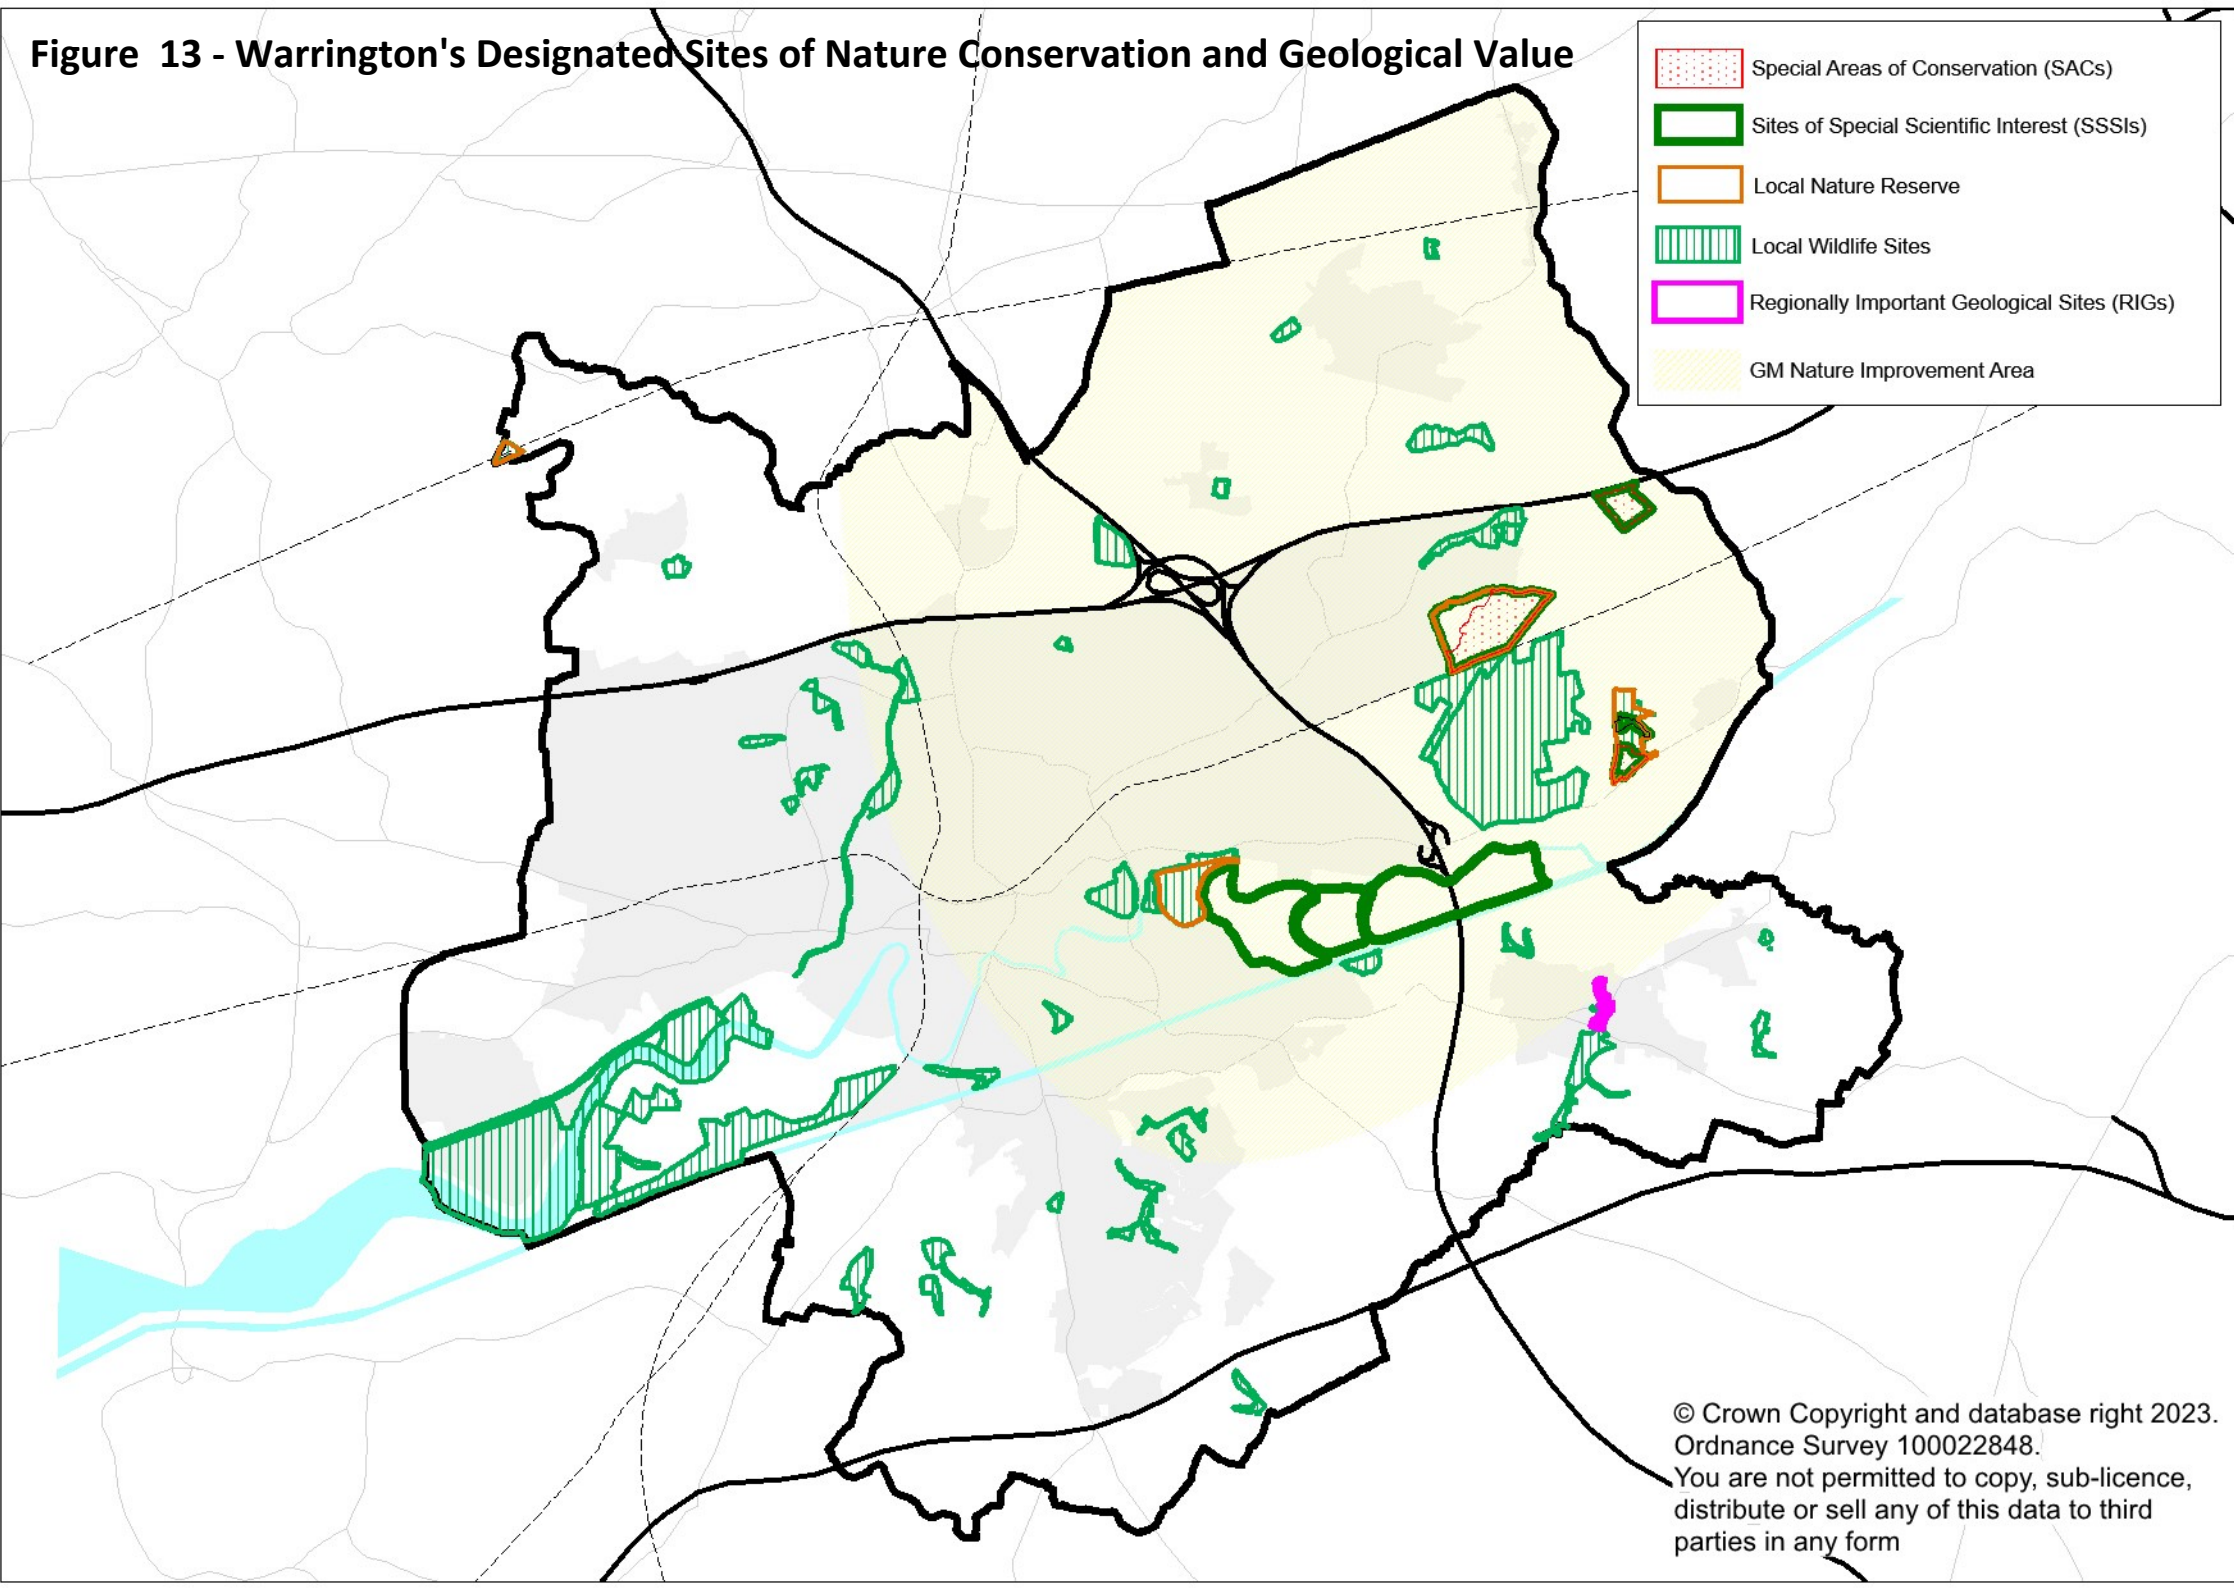 Figure 13 - Warrington's Designated Sites of Nature Conservation and Geological Value
Special Areas of Conservation (SACs)
Sites of Special Scientific Interest (SSSIs)
Local Nature Reserve
Local Wildlife Sites
Regionally Important Geological Sites (RIGs)
GM Nature Improvement Area
© Crown Copyright and database right 2023.
Ordnance Survey 100022848.
You are not permitted to copy, sub-licence,
distribute or sell any of this data to third
parties in any form